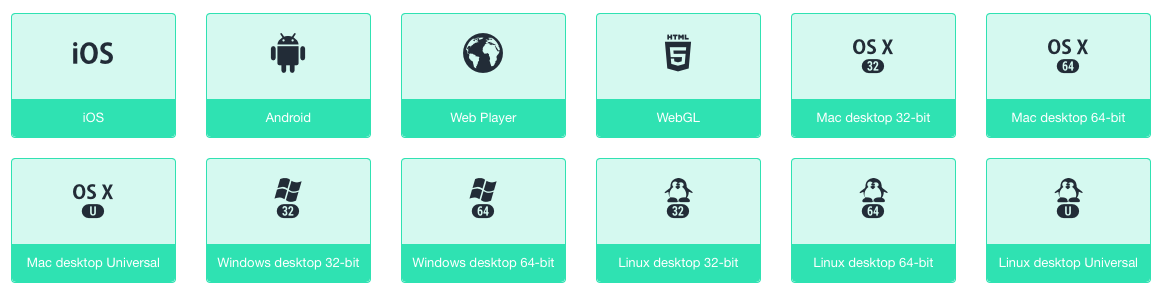 iOS
iOS
Android
Web Player
HTML
5
WebGL
OS X
32
Mac desktop 32-bit
OS X
64
Mac desktop 64-bit
OS X
U
Mac desktop Universal
32
Windows desktop 32-bit
64
Windows desktop 64-bit
32
Linux desktop 32-bit
64
Linux desktop 64-bit
U
Linux desktop Universal